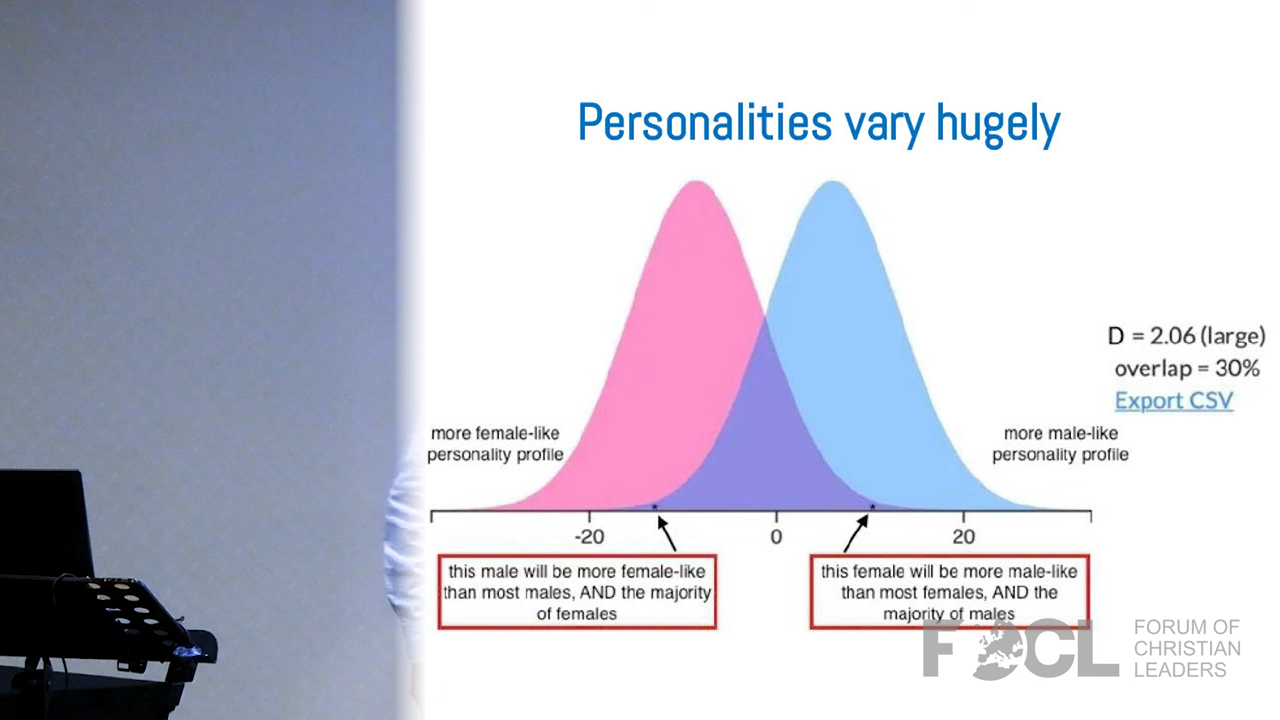 Personalities vary hugely
D = 2.06 (large)
overlap = 30%
Export CSV
more female-like
personality profile
more male-like
personality profile
-20
0
20
this male will be more female-like
than most males, AND the majority
of females
this female will be more male-like
than most females, AND the
majority of males
FOCL
FORUM OF
CHRISTIAN
LEADERS